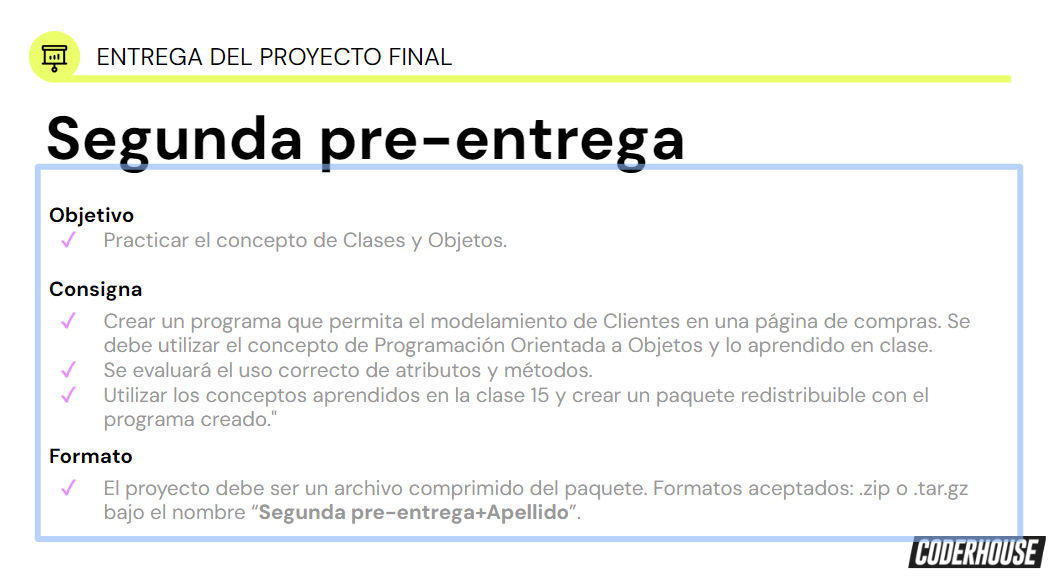 ENTREGA DEL PROYECTO FINAL
Segunda pre-entrega
Objetivo
✓ Practicar el concepto de Clases y Objetos.
Consigna
✓ Crear un programa que permita el modelamiento de Clientes en una página de compras. Se
debe utilizar el concepto de Programación Orientada a Objetos y lo aprendido en clase.
✓ Se evaluará el uso correcto de atributos y métodos.
✓ Utilizar los conceptos aprendidos en la clase 15 y crear un paquete redistribuible con el
programa creado."
Formato
✓ El proyecto debe ser un archivo comprimido del paquete. Formatos aceptados: .zip o .tar.gz
bajo el nombre “Segunda pre-entrega+Apellido”.
CODERHOUSE